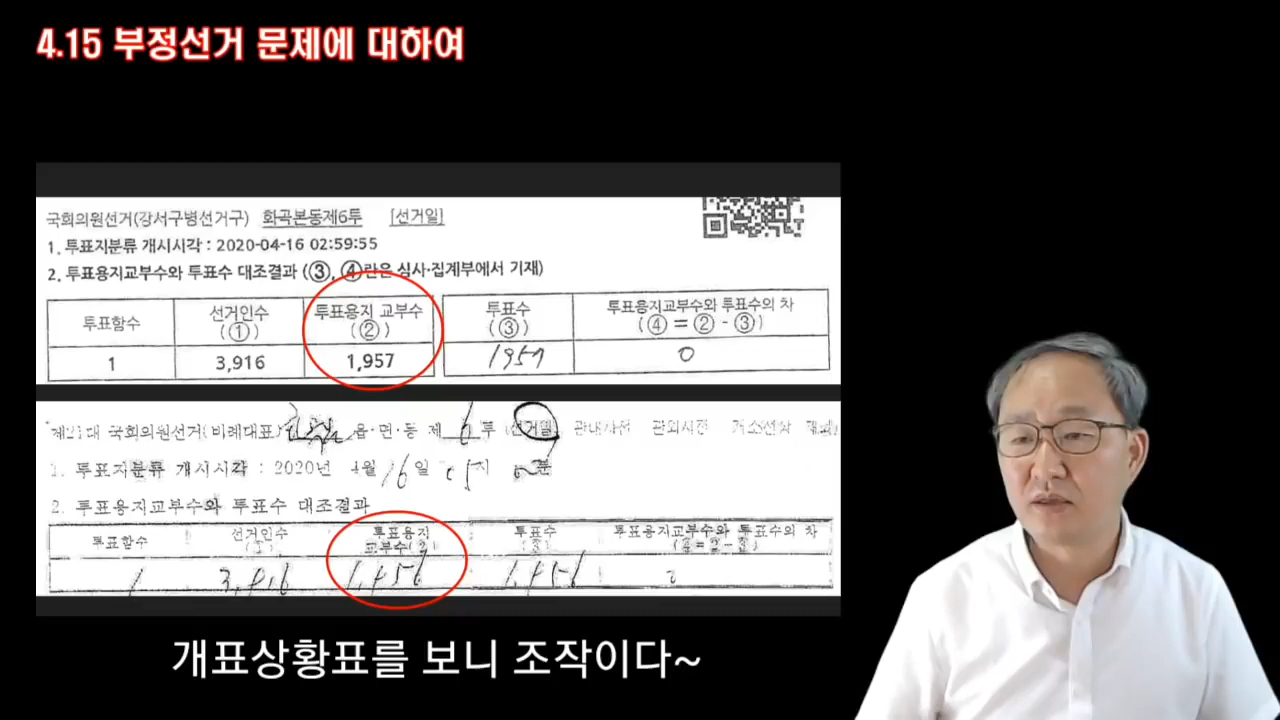 4.15 부정선거 문제에 대하여
국회의원선거(강서구병선거구) 화곡본동제6투 [선거일]
1. 투표지분류 개시시각 : 2020-04-16 02:59:55
2. 투표용지교부수와 투표수 대조결과 (③, ④란은 심사·집계부에서 기재)
투표함수 선거인수 (①) 투표용지 교부수 (②) 투표수 (③) 투표용지교부수와 투표수의 차 (④ = ② - ③)
1 3,916 1,957 1957 0
제21대 국회의원선거(비례대표) 읍·면·동 제 6 투 (선거일 관내사전 관외사전 거소선상
1. 투표지분류 개시시각 : 2020년 4월 16일
2. 투표용지교부수와 투표수 대조결과
투표함수 선거인수 (1) 투표용지 교부수(2) 투표수 (3) 투표용지교부수와 투표수의 차 (4=2-3)
1
개표상황표를 보니 조작이다~